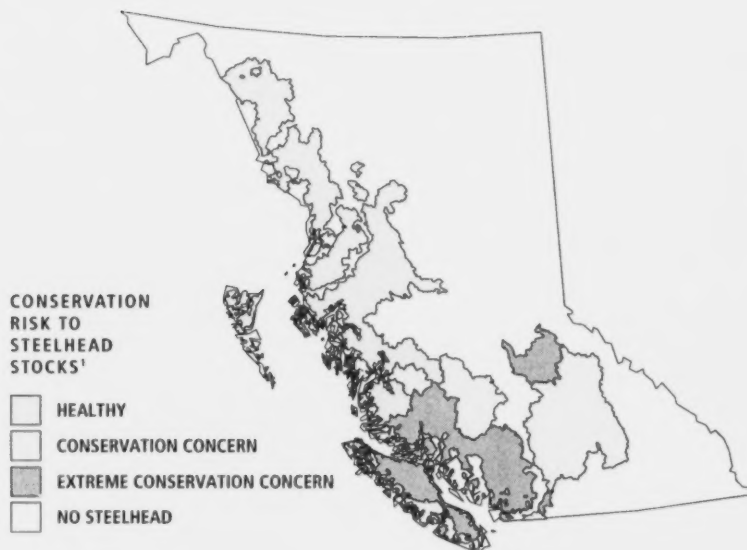 CONSERVATION
RISK TO
STEELHEAD
STOCKS¹
HEALTHY
CONSERVATION CONCERN
EXTREME CONSERVATION CONCERN
NO STEELHEAD